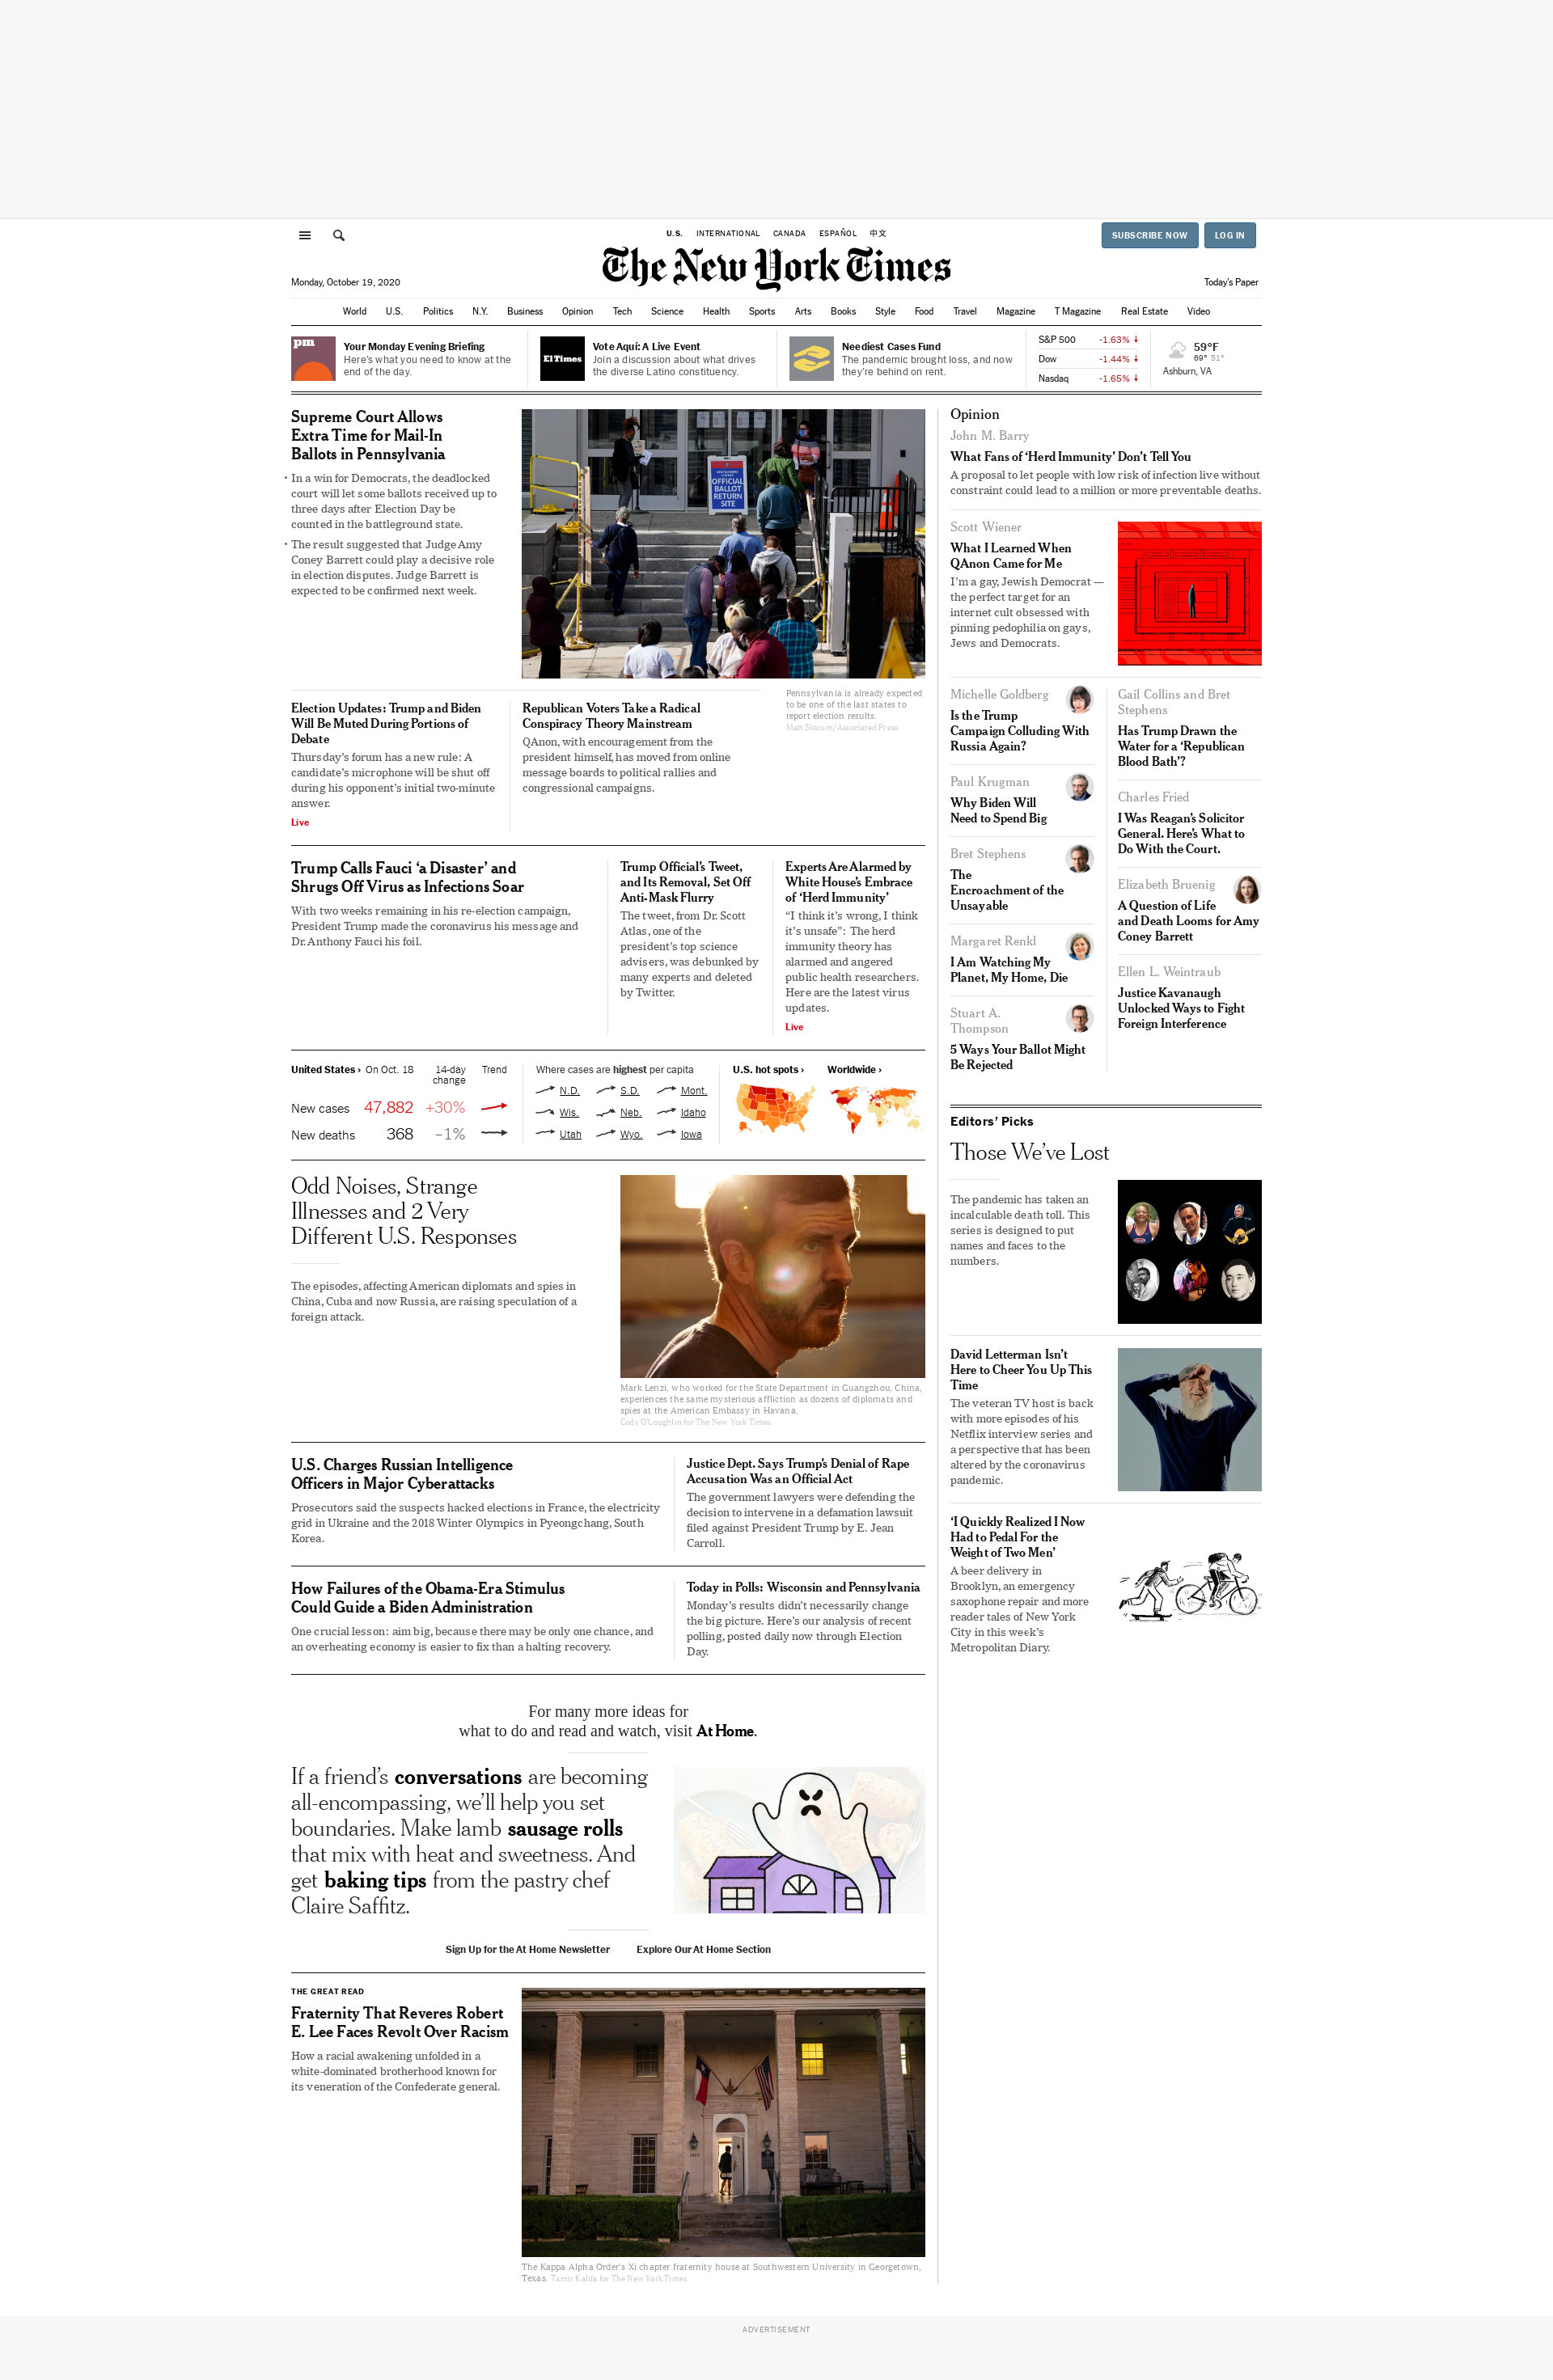 U.S. INTERNATIONAL CANADA ESPAÑOL 中文
SUBSCRIBE NOW LOG IN
The New York Times
Monday, October 19, 2020
Today's Paper
World U.S. Politics N.Y. Business Opinion Tech Science Health Sports Arts Books Style Food Travel Magazine T Magazine Real Estate Video
pm
Your Monday Evening Briefing
Here's what you need to know at the
end of the day.
El Times
Vote Aquí: A Live Event
Join a discussion about what drives
the diverse Latino constituency.
Neediest Cases Fund
The pandemic brought loss, and now
they're behind on rent.
S&P 500 -1.63%
Dow -1.44%
Nasdaq -1.65%
59°F
69° 51°
Ashburn, VA
Supreme Court Allows
Extra Time for Mail-In
Ballots in Pennsylvania
• In a win for Democrats, the deadlocked
court will let some ballots received up to
three days after Election Day be
counted in the battleground state.
• The result suggested that Judge Amy
Coney Barrett could play a decisive role
in election disputes. Judge Barrett is
expected to be confirmed next week.
OFFICIAL
BALLOT
RETURN
SITE
Pennsylvania is already expected
to be one of the last states to
report election results.
Matt Slocum/Associated Press
Election Updates: Trump and Biden
Will Be Muted During Portions of
Debate
Thursday's forum has a new rule: A
candidate's microphone will be shut off
during his opponent's initial two-minute
answer.
Live
Republican Voters Take a Radical
Conspiracy Theory Mainstream
QAnon, with encouragement from the
president himself, has moved from online
message boards to political rallies and
congressional campaigns.
Trump Calls Fauci ‘a Disaster’ and
Shrugs Off Virus as Infections Soar
With two weeks remaining in his re-election campaign,
President Trump made the coronavirus his message and
Dr. Anthony Fauci his foil.
Trump Official's Tweet,
and Its Removal, Set Off
Anti-Mask Flurry
The tweet, from Dr. Scott
Atlas, one of the
president's top science
advisers, was debunked by
many experts and deleted
by Twitter.
Experts Are Alarmed by
White House's Embrace
of ‘Herd Immunity’
“I think it's wrong, I think
it's unsafe”: The herd
immunity theory has
alarmed and angered
public health researchers.
Here are the latest virus
updates.
Live
United States › On Oct. 18 14-day change Trend
New cases 47,882 +30%
New deaths 368 –1%
Where cases are highest per capita
N.D. S.D. Mont.
Wis. Neb. Idaho
Utah Wyo. Iowa
U.S. hot spots › Worldwide ›
Odd Noises, Strange
Illnesses and 2 Very
Different U.S. Responses
The episodes, affecting American diplomats and spies in
China, Cuba and now Russia, are raising speculation of a
foreign attack.
Mark Lenzi, who worked for the State Department in Guangzhou, China,
experiences the same mysterious affliction as dozens of diplomats and
spies at the American Embassy in Havana.
Cody O'Loughlin for The New York Times
U.S. Charges Russian Intelligence
Officers in Major Cyberattacks
Prosecutors said the suspects hacked elections in France, the electricity
grid in Ukraine and the 2018 Winter Olympics in Pyeongchang, South
Korea.
Justice Dept. Says Trump's Denial of Rape
Accusation Was an Official Act
The government lawyers were defending the
decision to intervene in a defamation lawsuit
filed against President Trump by E. Jean
Carroll.
How Failures of the Obama-Era Stimulus
Could Guide a Biden Administration
One crucial lesson: aim big, because there may be only one chance, and
an overheating economy is easier to fix than a halting recovery.
Today in Polls: Wisconsin and Pennsylvania
Monday's results didn't necessarily change
the big picture. Here's our analysis of recent
polling, posted daily now through Election
Day.
For many more ideas for
what to do and read and watch, visit At Home.
If a friend's conversations are becoming
all-encompassing, we'll help you set
boundaries. Make lamb sausage rolls
that mix with heat and sweetness. And
get baking tips from the pastry chef
Claire Saffitz.
Sign Up for the At Home Newsletter Explore Our At Home Section
THE GREAT READ
Fraternity That Reveres Robert
E. Lee Faces Revolt Over Racism
How a racial awakening unfolded in a
white-dominated brotherhood known for
its veneration of the Confederate general.
The Kappa Alpha Order's Xi chapter fraternity house at Southwestern University in Georgetown,
Texas. Tamir Kalifa for The New York Times
Opinion
John M. Barry
What Fans of ‘Herd Immunity’ Don't Tell You
A proposal to let people with low risk of infection live without
constraint could lead to a million or more preventable deaths.
Scott Wiener
What I Learned When
QAnon Came for Me
I'm a gay, Jewish Democrat —
the perfect target for an
internet cult obsessed with
pinning pedophilia on gays,
Jews and Democrats.
Michelle Goldberg
Is the Trump
Campaign Colluding With
Russia Again?
Paul Krugman
Why Biden Will
Need to Spend Big
Bret Stephens
The
Encroachment of the
Unsayable
Margaret Renkl
I Am Watching My
Planet, My Home, Die
Stuart A.
Thompson
5 Ways Your Ballot Might
Be Rejected
Gail Collins and Bret
Stephens
Has Trump Drawn the
Water for a ‘Republican
Blood Bath’?
Charles Fried
I Was Reagan's Solicitor
General. Here's What to
Do With the Court.
Elizabeth Bruenig
A Question of Life
and Death Looms for Amy
Coney Barrett
Ellen L. Weintraub
Justice Kavanaugh
Unlocked Ways to Fight
Foreign Interference
Editors' Picks
Those We've Lost
The pandemic has taken an
incalculable death toll. This
series is designed to put
names and faces to the
numbers.
David Letterman Isn't
Here to Cheer You Up This
Time
The veteran TV host is back
with more episodes of his
Netflix interview series and
a perspective that has been
altered by the coronavirus
pandemic.
‘I Quickly Realized I Now
Had to Pedal For the
Weight of Two Men’
A beer delivery in
Brooklyn, an emergency
saxophone repair and more
reader tales of New York
City in this week's
Metropolitan Diary.
ADVERTISEMENT